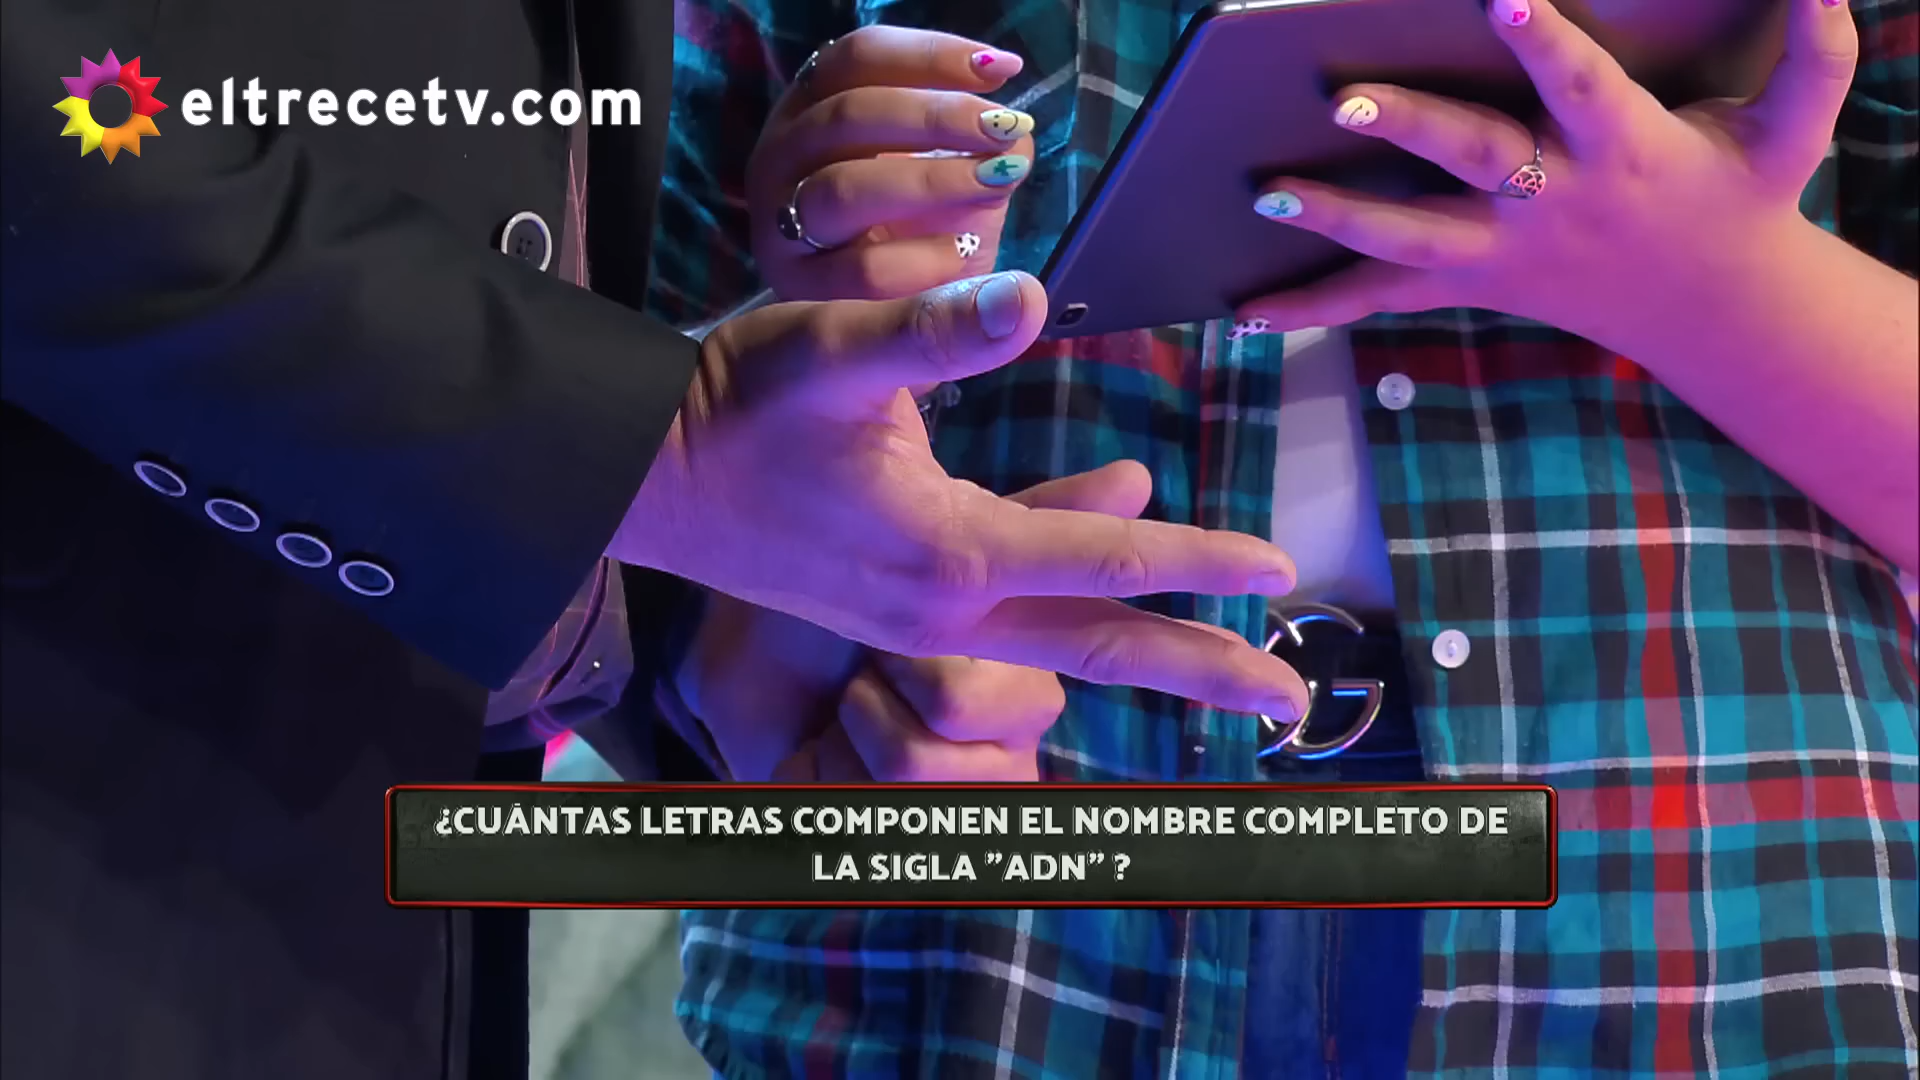 eltrecetv.com
¿CUÁNTAS LETRAS COMPONEN EL NOMBRE COMPLETO DE
LA SIGLA "ADN" ?